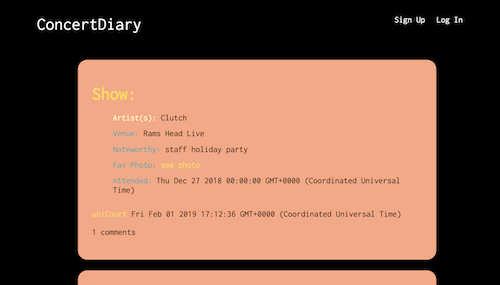 ConcertDiary
Sign Up Log In
Show:
Artist(s): Clutch
Venue: Rams Head Live
Noteworthy: staff holiday party
Fav Photo: see photo
Attended: Thu Dec 27 2018 00:00:00 GMT+0000 (Coordinated Universal
Time)
uniCourt Fri Feb 01 2019 17:12:36 GMT+0000 (Coordinated Universal Time)
1 comments